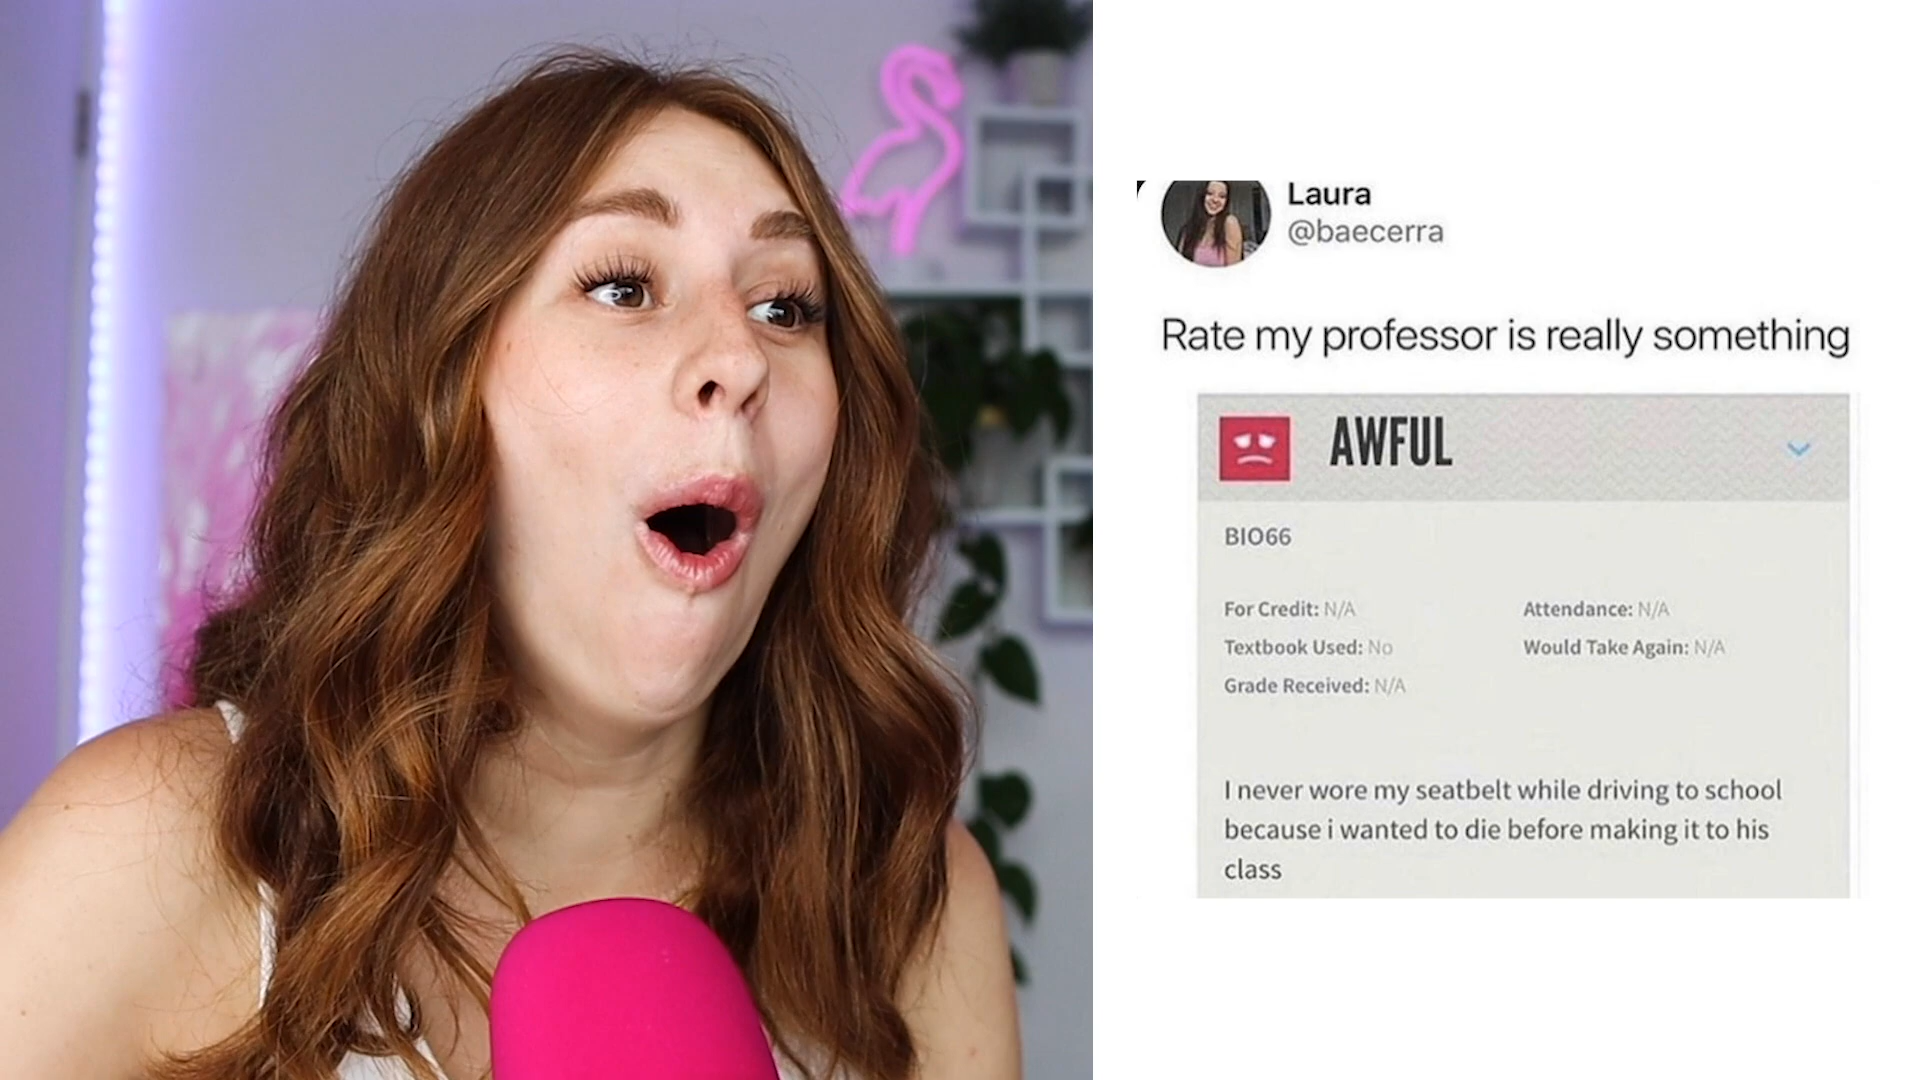 Laura
@baecerra
Rate my professor is really something
AWFUL
BIO66
For Credit: N/A
Attendance: N/A
Textbook Used: No
Would Take Again: N/A
Grade Received: N/A
I never wore my seatbelt while driving to school
because i wanted to die before making it to his
class